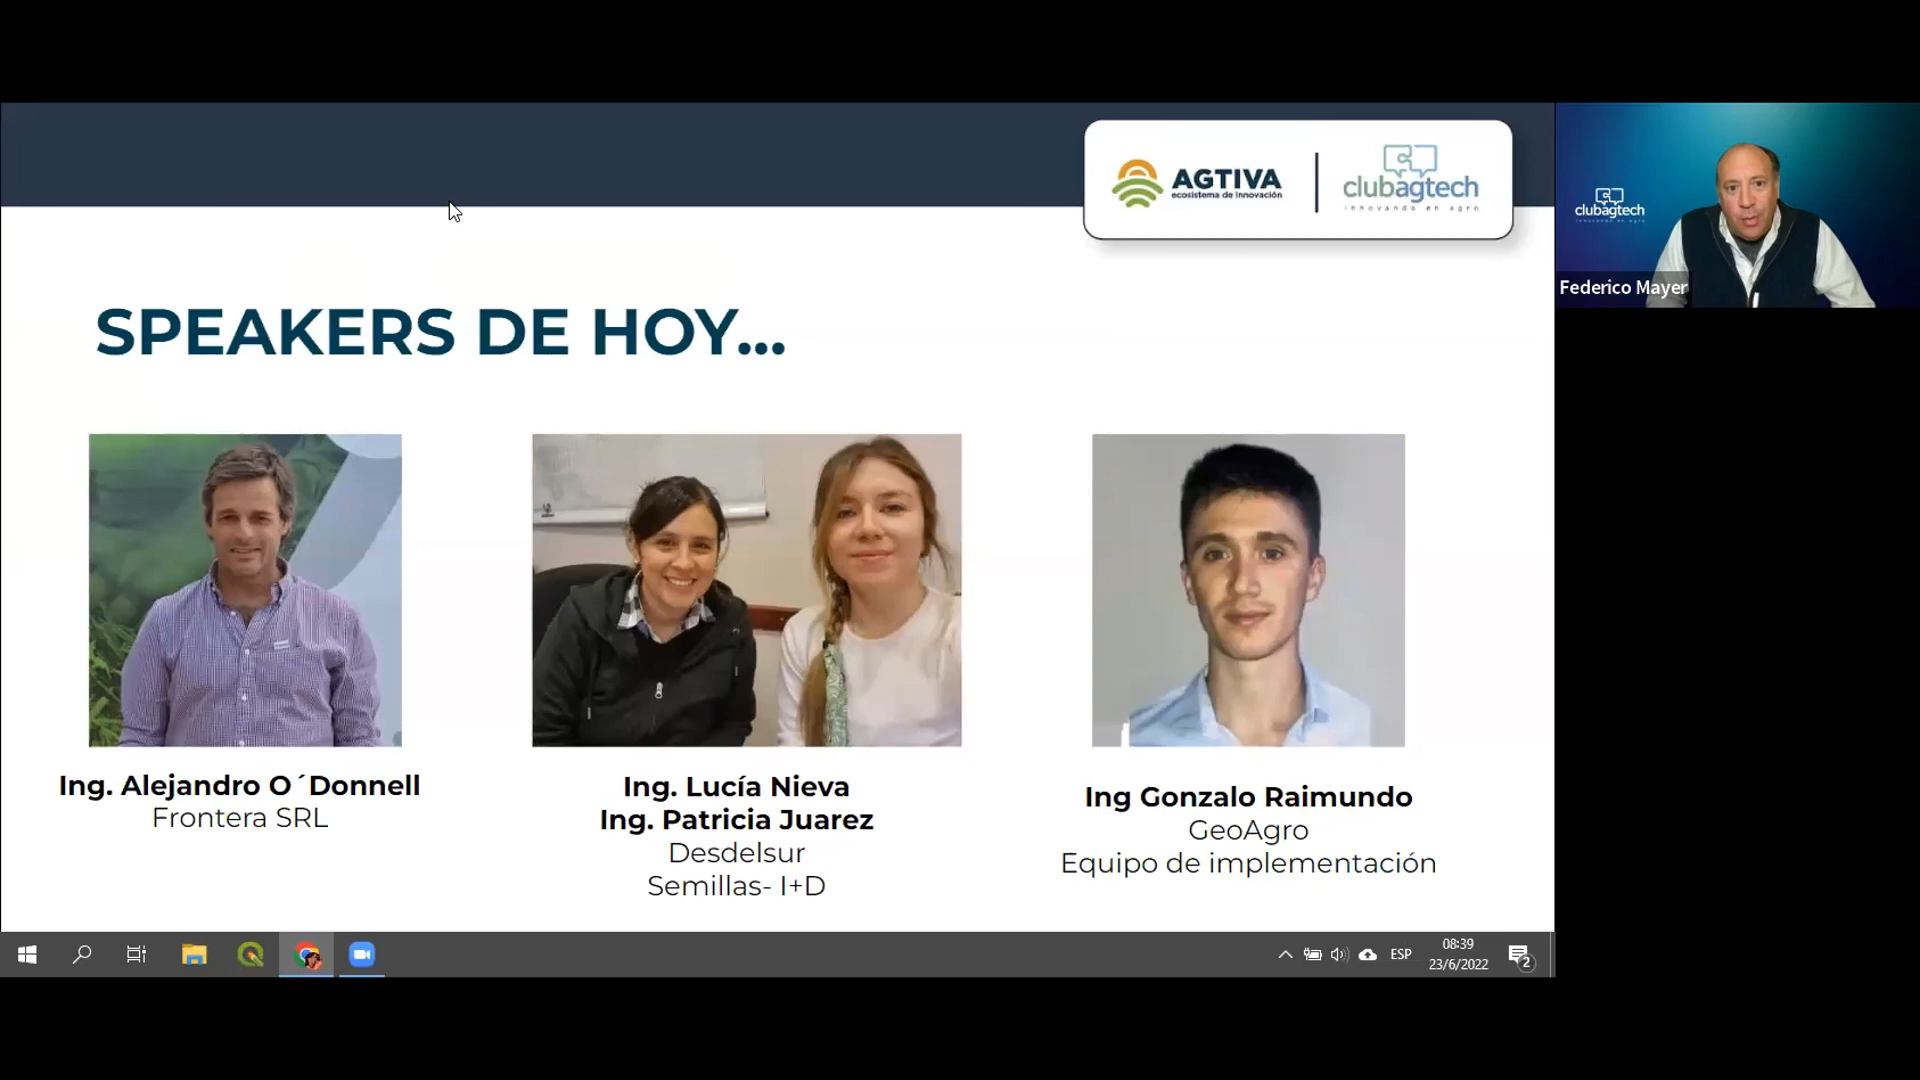 AGTIVA
ecosistema de innovación
clubagtech
innovando en agro
clubagtech
Federico Mayer
SPEAKERS DE HOY...
Ing. Alejandro O´Donnell
Frontera SRL
Ing. Lucía Nieva
Ing. Patricia Juarez
Desdelsur
Semillas- I+D
Ing Gonzalo Raimundo
GeoAgro
Equipo de implementación
ESP
08:39
23/6/2022
2